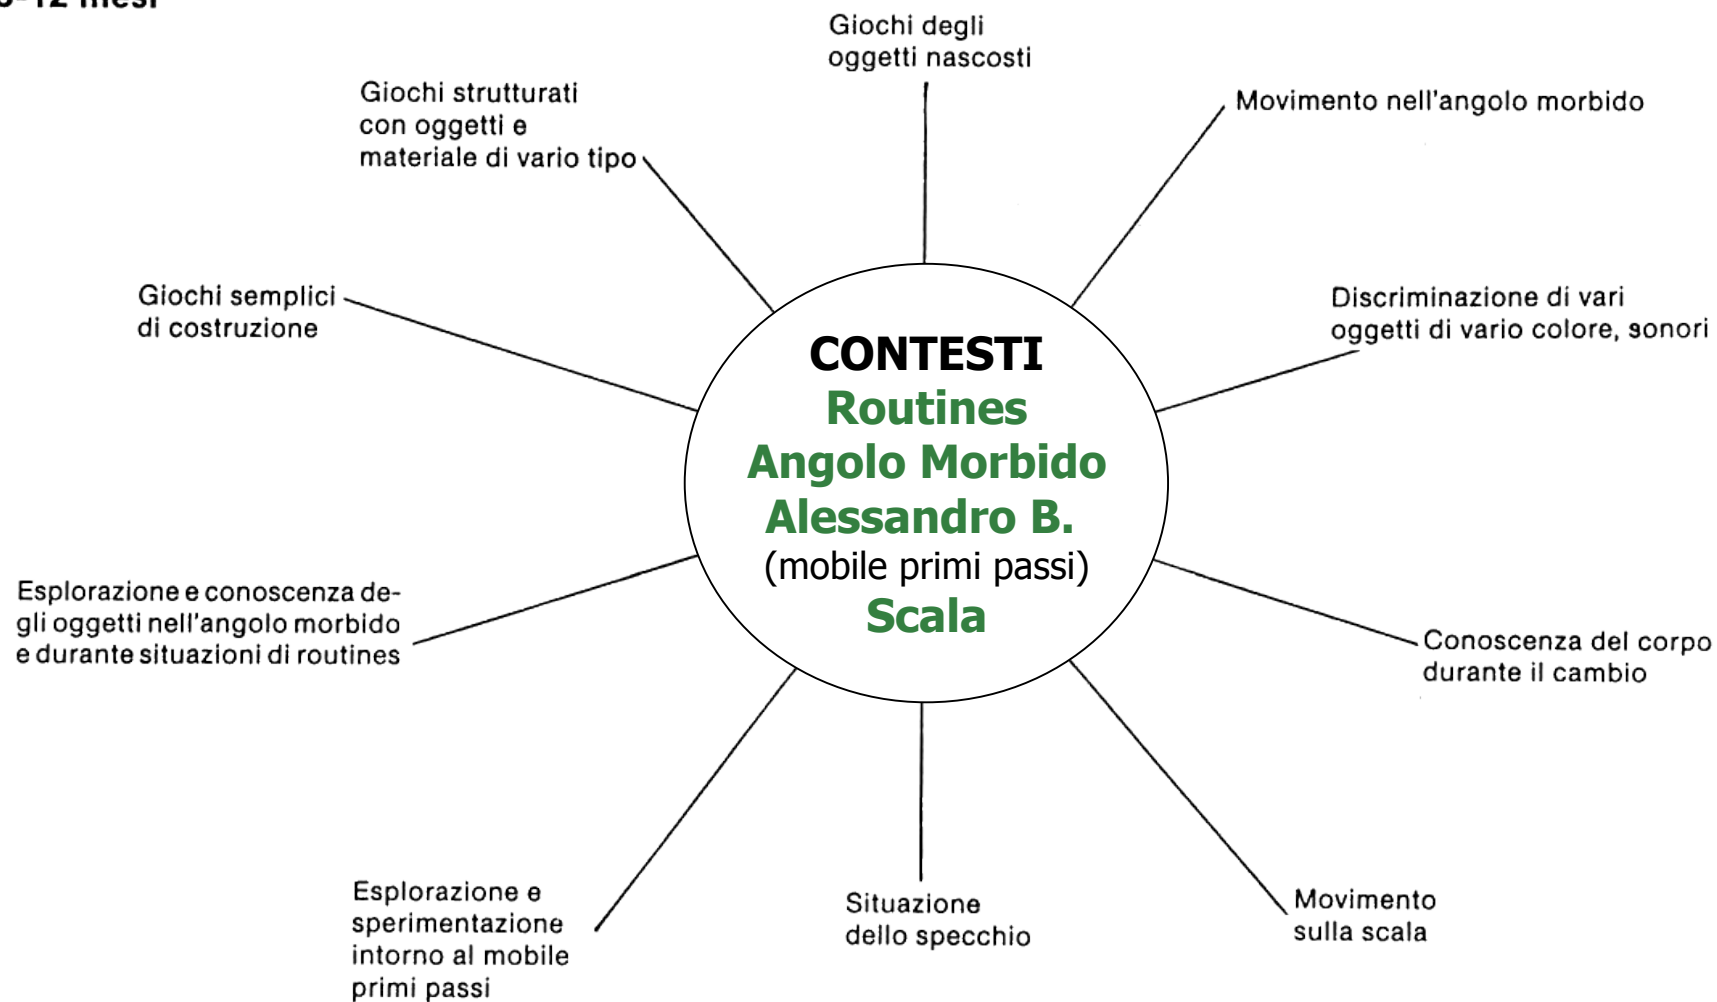 -12 mesi
Giochi degli
oggetti nascosti
Giochi strutturati
con oggetti e
materiale di vario tipo
Movimento nell'angolo morbido
Giochi semplici
di costruzione
Discriminazione di vari
oggetti di vario colore, sonori
CONTESTI
Routines
Angolo Morbido
Alessandro B.
(mobile primi passi)
Scala
Esplorazione e conoscenza de-
gli oggetti nell'angolo morbido
e durante situazioni di routines
Conoscenza del corpo
durante il cambio
Esplorazione e
sperimentazione
intorno al mobile
primi passi
Situazione
dello specchio
Movimento
sulla scala